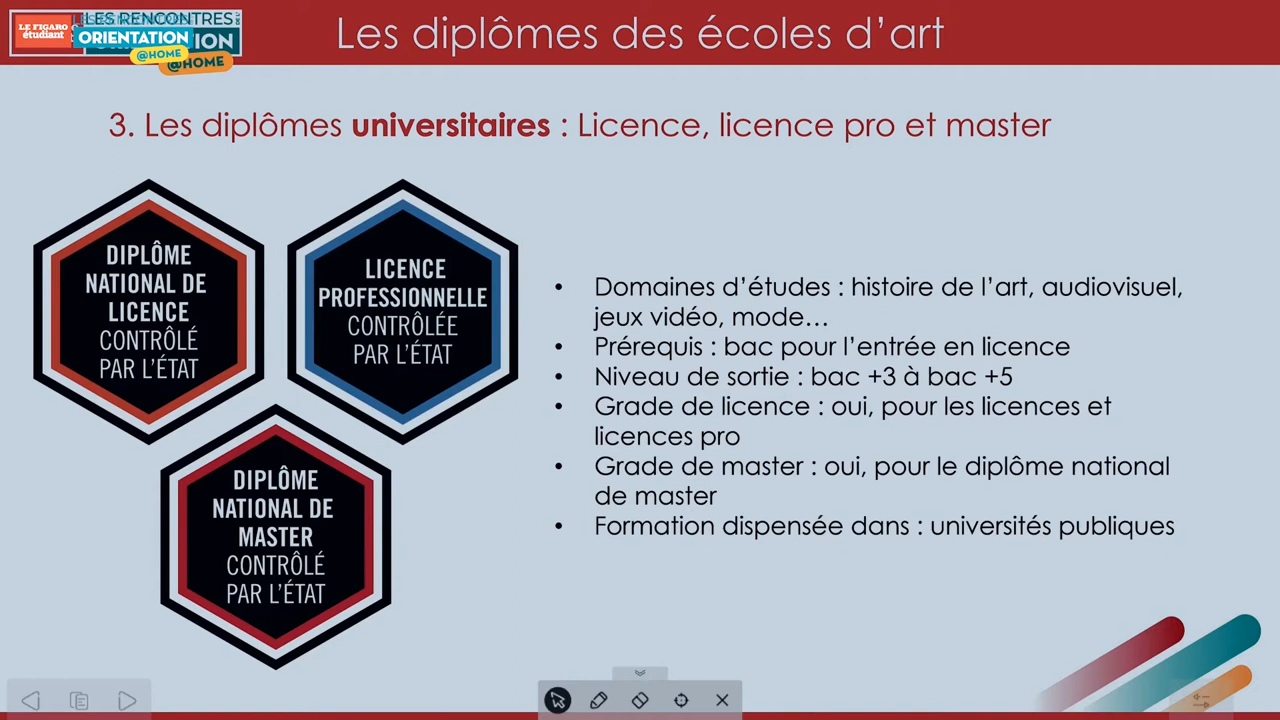 LE FIGARO
étudiant
LES RENCONTRES
ORIENTATION
@HOME
@HOME
Les diplômes des écoles d’art
3. Les diplômes universitaires : Licence, licence pro et master
DIPLÔME
NATIONAL DE
LICENCE
CONTRÔLÉ
PAR L’ÉTAT
LICENCE
PROFESSIONNELLE
CONTRÔLÉE
PAR L’ÉTAT
DIPLÔME
NATIONAL DE
MASTER
CONTRÔLÉ
PAR L’ÉTAT
• Domaines d’études : histoire de l’art, audiovisuel,
jeux vidéo, mode…
• Prérequis : bac pour l’entrée en licence
• Niveau de sortie : bac +3 à bac +5
• Grade de licence : oui, pour les licences et
licences pro
• Grade de master : oui, pour le diplôme national
de master
• Formation dispensée dans : universités publiques